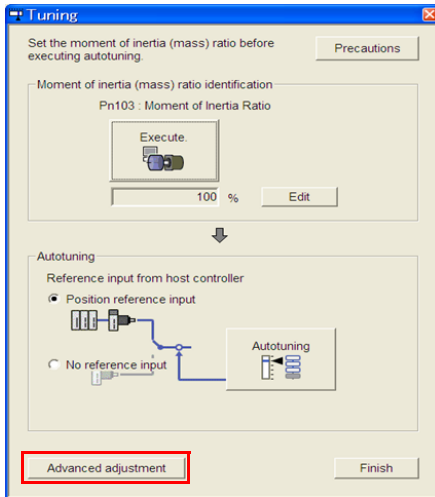 Tuning
Set the moment of inertia (mass) ratio before
executing autotuning.
Precautions
Moment of inertia (mass) ratio identification
Pn103 : Moment of Inertia Ratio
Execute.
100 %
Edit
Autotuning
Reference input from host controller
Position reference input
Autotuning
No reference input
Advanced adjustment
Finish